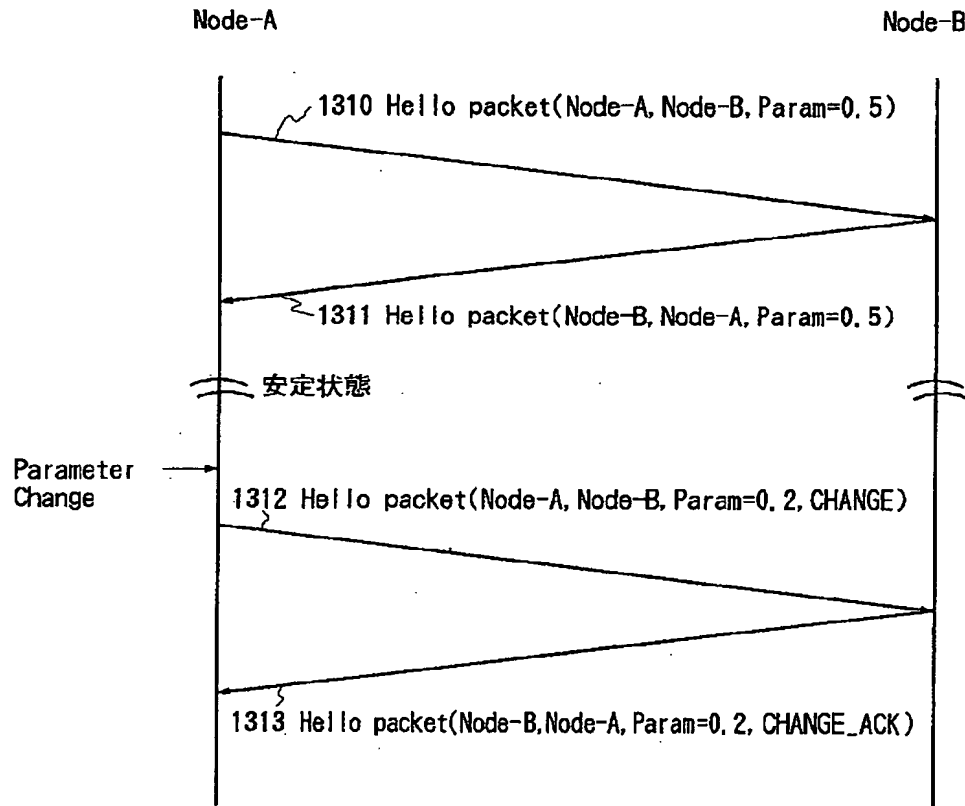 Node-A
Node-B
1310 Hello packet(Node-A, Node-B, Param=0.5)
1311 Hello packet(Node-B, Node-A, Param=0.5)
安定状態
Parameter
Change
1312 Hello packet(Node-A, Node-B, Param=0.2, CHANGE)
1313 Hello packet(Node-B,Node-A, Param=0.2, CHANGE_ACK)